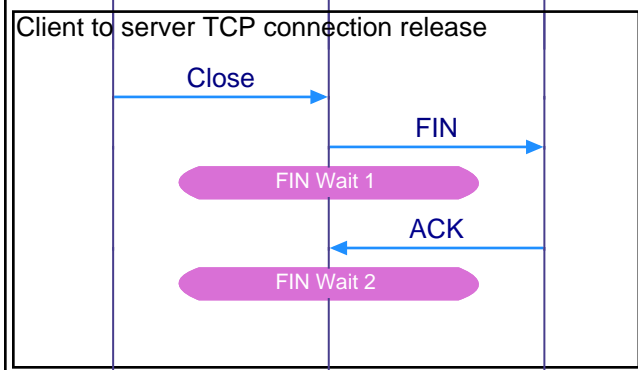 Client to server TCP connection release
Close
FIN
FIN Wait 1
ACK
FIN Wait 2